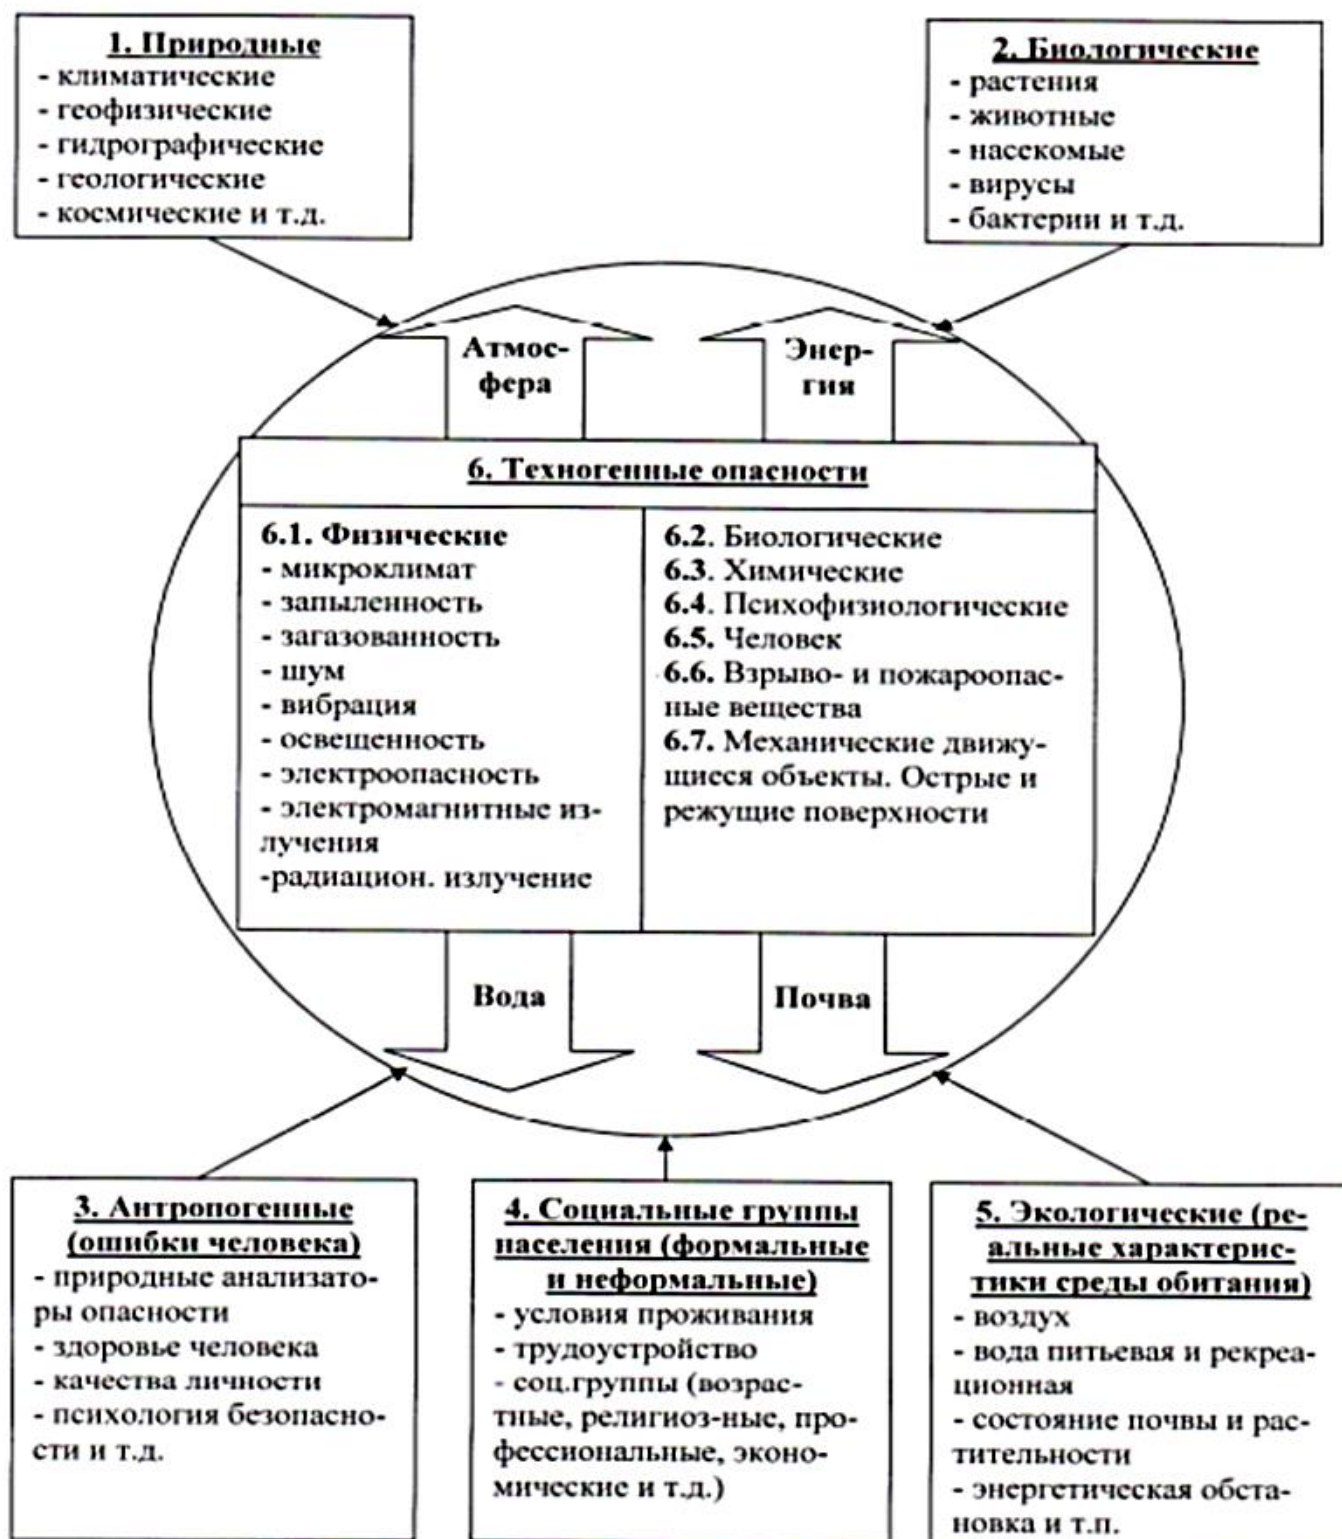 1. Природные
- климатические
- геофизические
- гидрографические
- геологические
- космические и т.д.
2. Биологические
- растения
- животные
- насекомые
- вирусы
- бактерии и т.д.
Атмос-
фера
Энер-
гия
6. Техногенные опасности
6.1. Физические
- микроклимат
- запыленность
- загазованность
- шум
- вибрация
- освещенность
- электроопасность
- электромагнитные из-
лучения
-радиацион. излучение
6.2. Биологические
6.3. Химические
6.4. Психофизиологические
6.5. Человек
6.6. Взрыво- и пожароопас-
ные вещества
6.7. Механические движу-
щиеся объекты. Острые и
режущие поверхности
Вода
Почва
3. Антропогенные
(ошибки человека)
- природные анализато-
ры опасности
- здоровье человека
- качества личности
- психология безопасно-
сти и т.д.
4. Социальные группы
населения (формальные
и неформальные)
- условия проживания
- трудоустройство
- соц.группы (возрас-
тные, религиоз-ные, про-
фессиональные, эконо-
мические и т.д.)
5. Экологические (ре-
альные характерис-
тики среды обитания)
- воздух
- вода питьевая и рекреа-
ционная
- состояние почвы и рас-
тительности
- энергетическая обста-
новка и т.п.